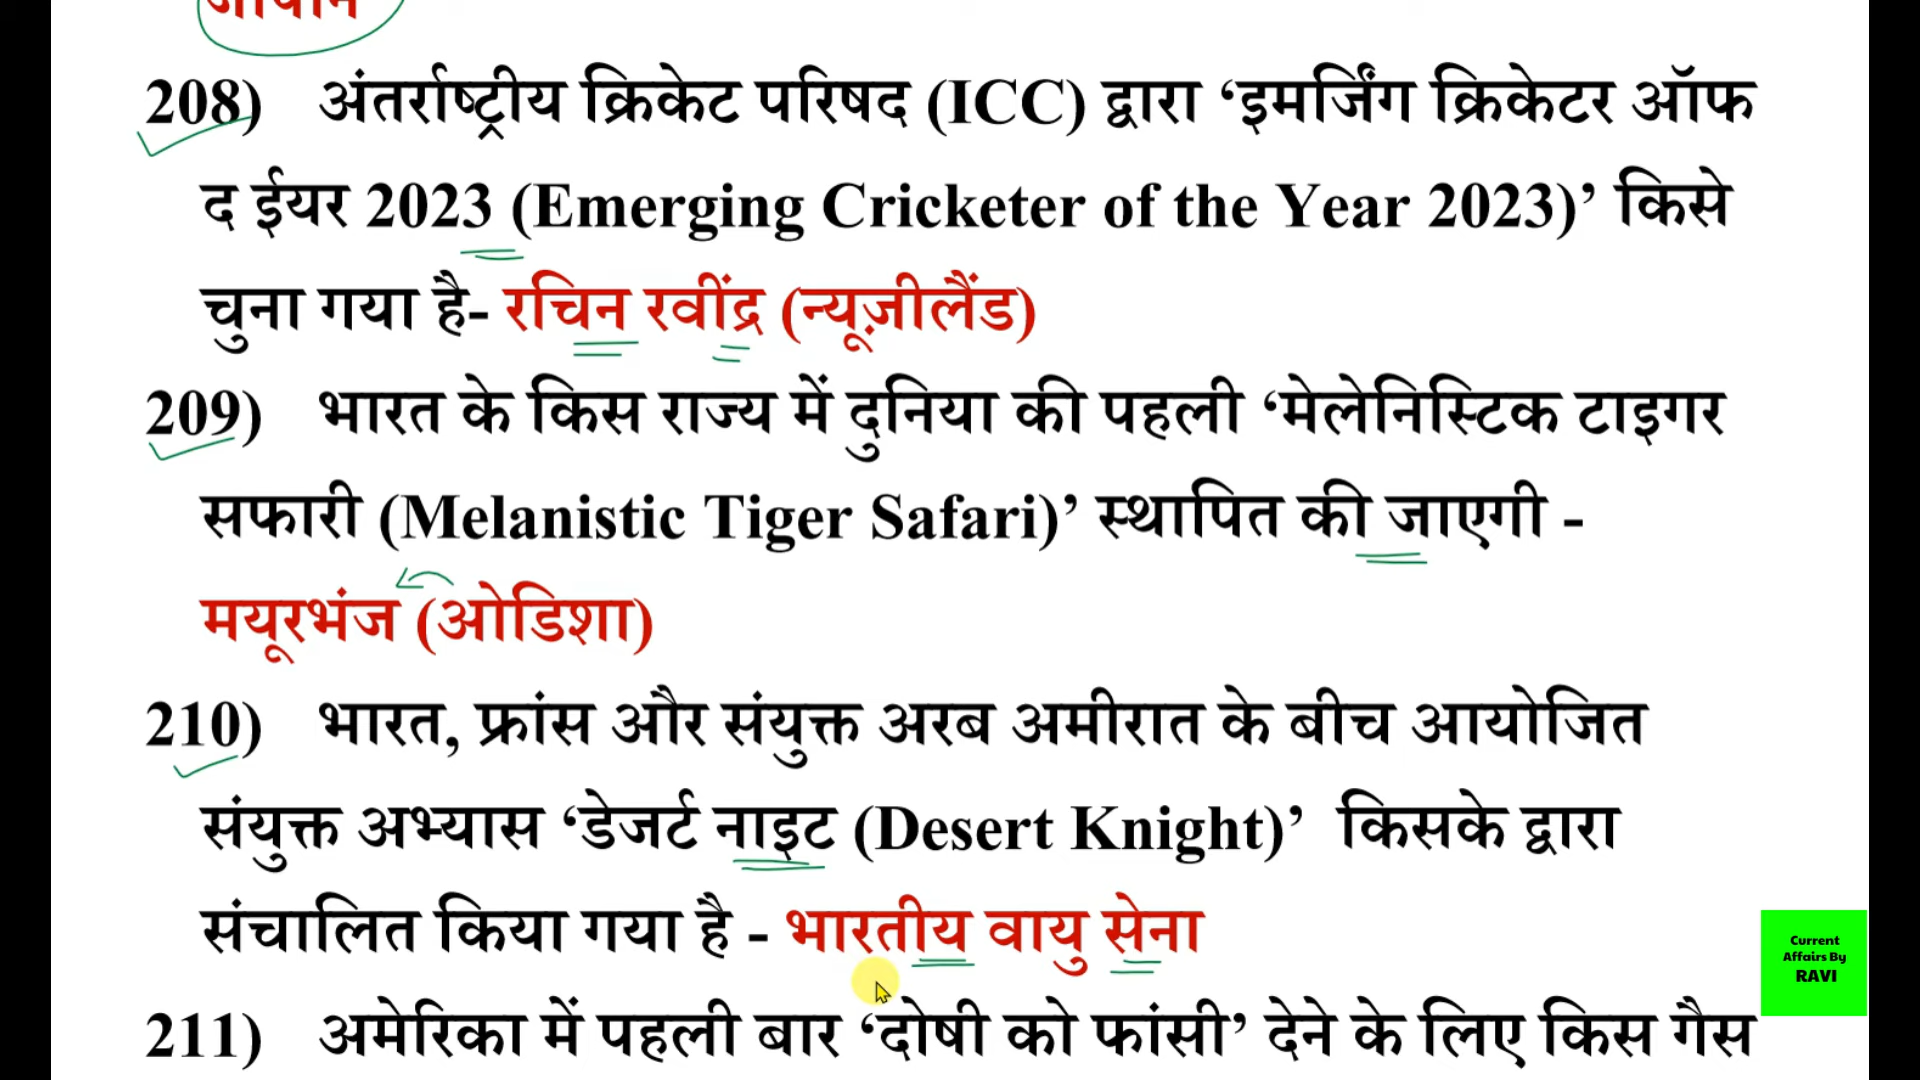 208) अंतर्राष्ट्रीय क्रिकेट परिषद (ICC) द्वारा ‘इमर्जिंग क्रिकेटर ऑफ
द ईयर 2023 (Emerging Cricketer of the Year 2023)’ किसे
चुना गया है- रचिन रवींद्र (न्यूज़ीलैंड)
209) भारत के किस राज्य में दुनिया की पहली ‘मेलेनिस्टिक टाइगर
सफारी (Melanistic Tiger Safari)’ स्थापित की जाएगी -
मयूरभंज (ओडिशा)
210) भारत, फ्रांस और संयुक्त अरब अमीरात के बीच आयोजित
संयुक्त अभ्यास ‘डेजर्ट नाइट (Desert Knight)’ किसके द्वारा
संचालित किया गया है - भारतीय वायु सेना
Current
Affairs By
RAVI
211) अमेरिका में पहली बार ‘दोषी को फांसी’ देने के लिए किस गैस